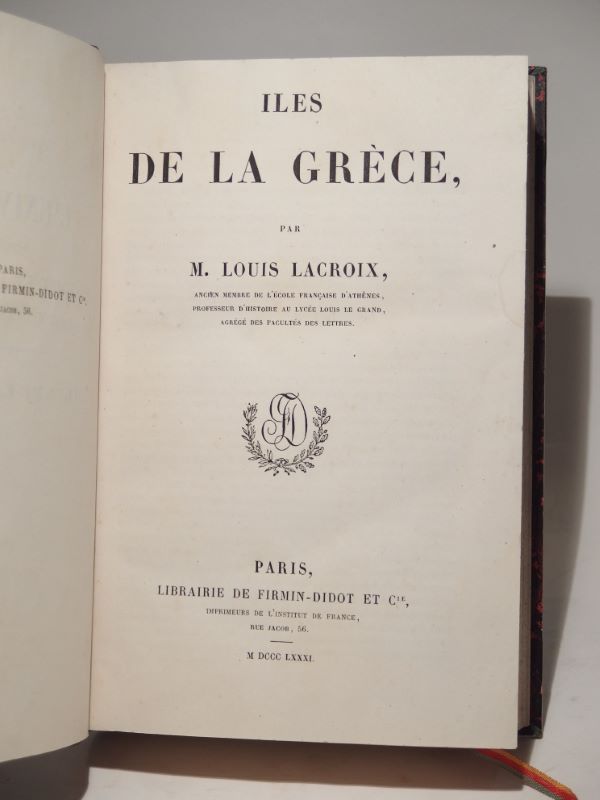 PARIS,
FIRMIN-DIDOT ET Cie,
JACOB, 56.
ILES
DE LA GRÈCE,
PAR
M. LOUIS LACROIX,
ANCIEN MEMBRE DE L'ÉCOLE FRANÇAISE D'ATHÈNES,
PROFESSEUR D'HISTOIRE AU LYCÉE LOUIS LE GRAND,
AGRÉGÉ DES FACULTÉS DES LETTRES.
FD
PARIS,
LIBRAIRIE DE FIRMIN-DIDOT ET CIE,
IMPRIMEURS DE L'INSTITUT DE FRANCE,
RUE JACOB, 56.
M DCCC LXXXI.